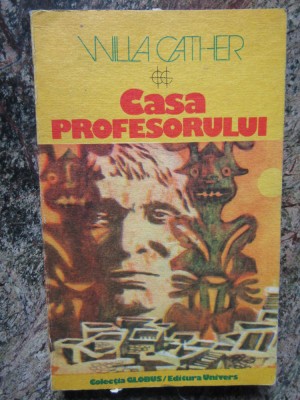 WILLA CATHER
Casa
PROFESORULUI
Colecția GLOBUS/Editura Univers